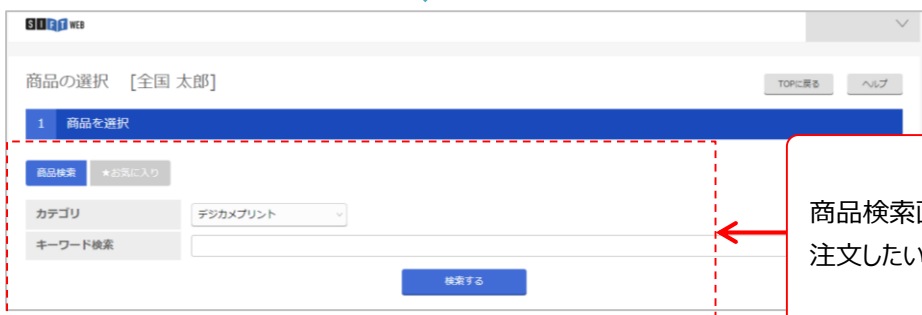 SIFT WEB
商品の選択　[全国 太郎]
TOPに戻る
ヘルプ
1　商品を選択
商品検索
★お気に入り
カテゴリ
デジカメプリント
キーワード検索
検索する
商品検索
注文したい